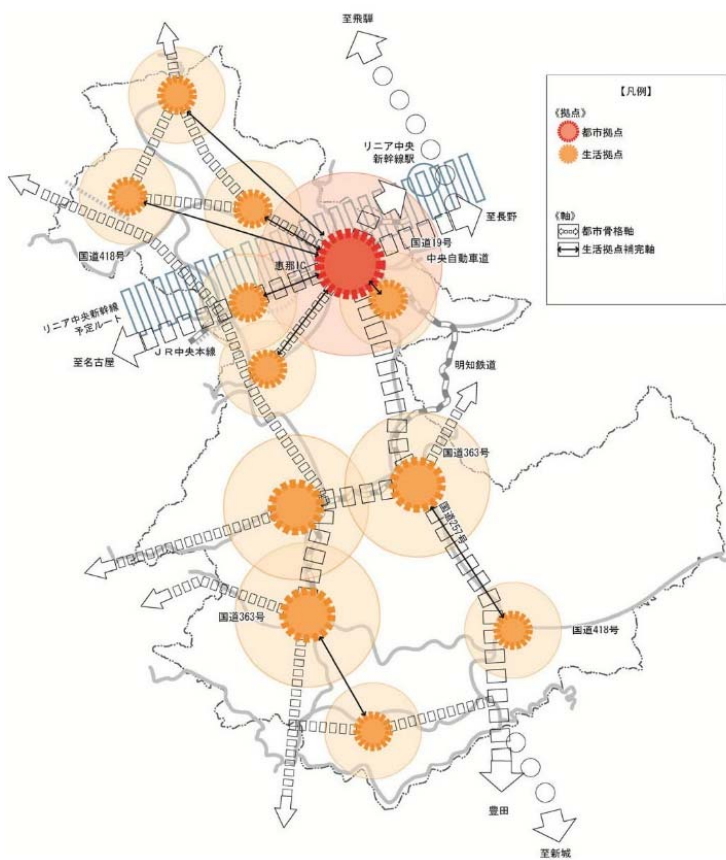 至飛騨
【凡例】
《拠点》
都市拠点
生活拠点
《軸》
都市骨格軸
生活拠点補完軸
リニア中央
新幹線駅
至長野
国道19号
中央自動車道
国道418号
恵那IC
リニア中央新幹線
予定ルート
JR中央本線
至名古屋
明知鉄道
国道363号
国道257号
国道363号
国道418号
豊田
至新城